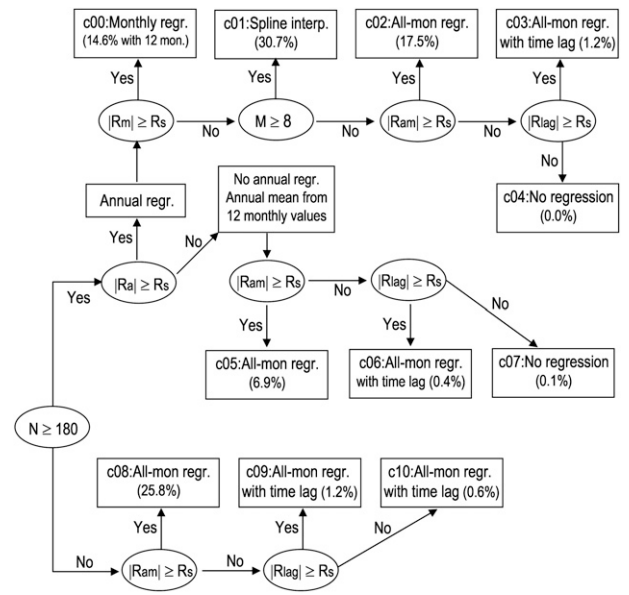 c00:Monthly regr.
(14.6% with 12 mon.)
c01:Spline interp.
(30.7%)
c02:All-mon regr.
(17.5%)
c03:All-mon regr.
with time lag (1.2%)
Yes
Yes
Yes
Yes
|Rm| ≥ Rs
No
M ≥ 8
No
|Ram| ≥ Rs
No
|Rlag| ≥ Rs
No
c04:No regression
(0.0%)
Annual regr.
No annual regr.
Annual mean from
12 monthly values
Yes
No
Yes
|Ra| ≥ Rs
|Ram| ≥ Rs
No
|Rlag| ≥ Rs
No
Yes
Yes
c05:All-mon regr.
(6.9%)
c06:All-mon regr.
with time lag (0.4%)
c07:No regression
(0.1%)
N ≥ 180
c08:All-mon regr.
(25.8%)
c09:All-mon regr.
with time lag (1.2%)
c10:All-mon regr.
with time lag (0.6%)
Yes
Yes
No
No
|Ram| ≥ Rs
No
|Rlag| ≥ Rs